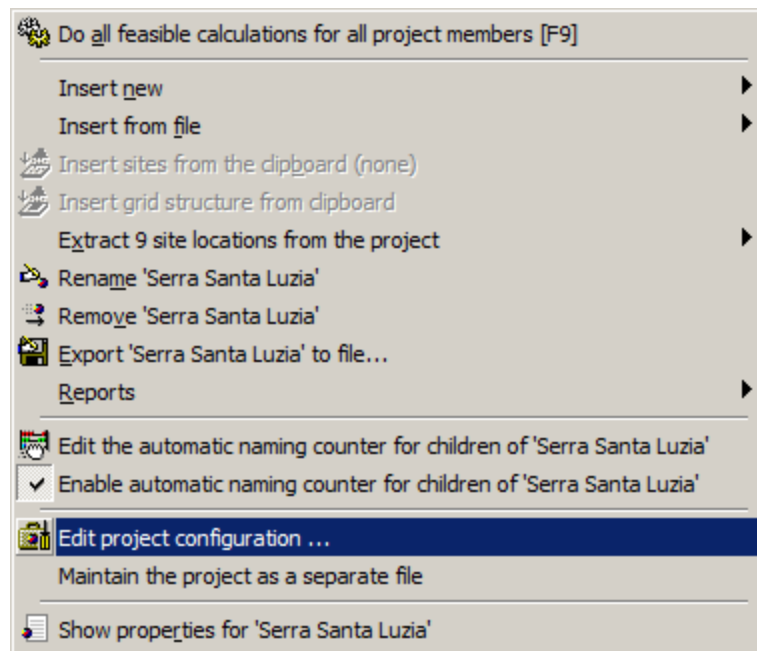 Do all feasible calculations for all project members [F9]
Insert new
Insert from file
Insert sites from the clipboard (none)
Insert grid structure from clipboard
Extract 9 site locations from the project
Rename 'Serra Santa Luzia'
Remove 'Serra Santa Luzia'
Export 'Serra Santa Luzia' to file...
Reports
Edit the automatic naming counter for children of 'Serra Santa Luzia'
Enable automatic naming counter for children of 'Serra Santa Luzia'
Edit project configuration ...
Maintain the project as a separate file
Show properties for 'Serra Santa Luzia'